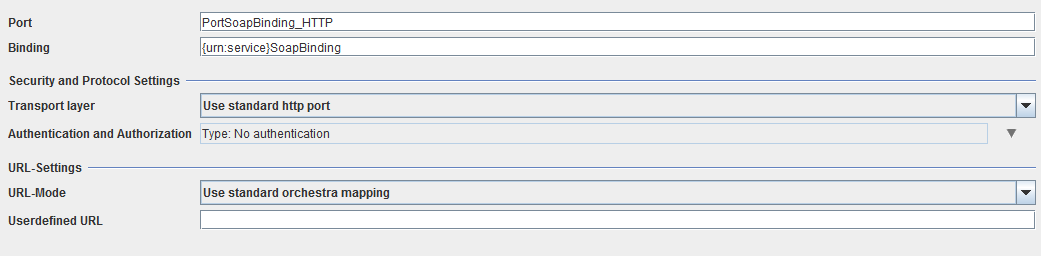 Port PortSoapBinding_HTTP
Binding {urn:service}SoapBinding
Security and Protocol Settings
Transport layer Use standard http port
Authentication and Authorization Type: No authentication
URL-Settings
URL-Mode Use standard orchestra mapping
Userdefined URL